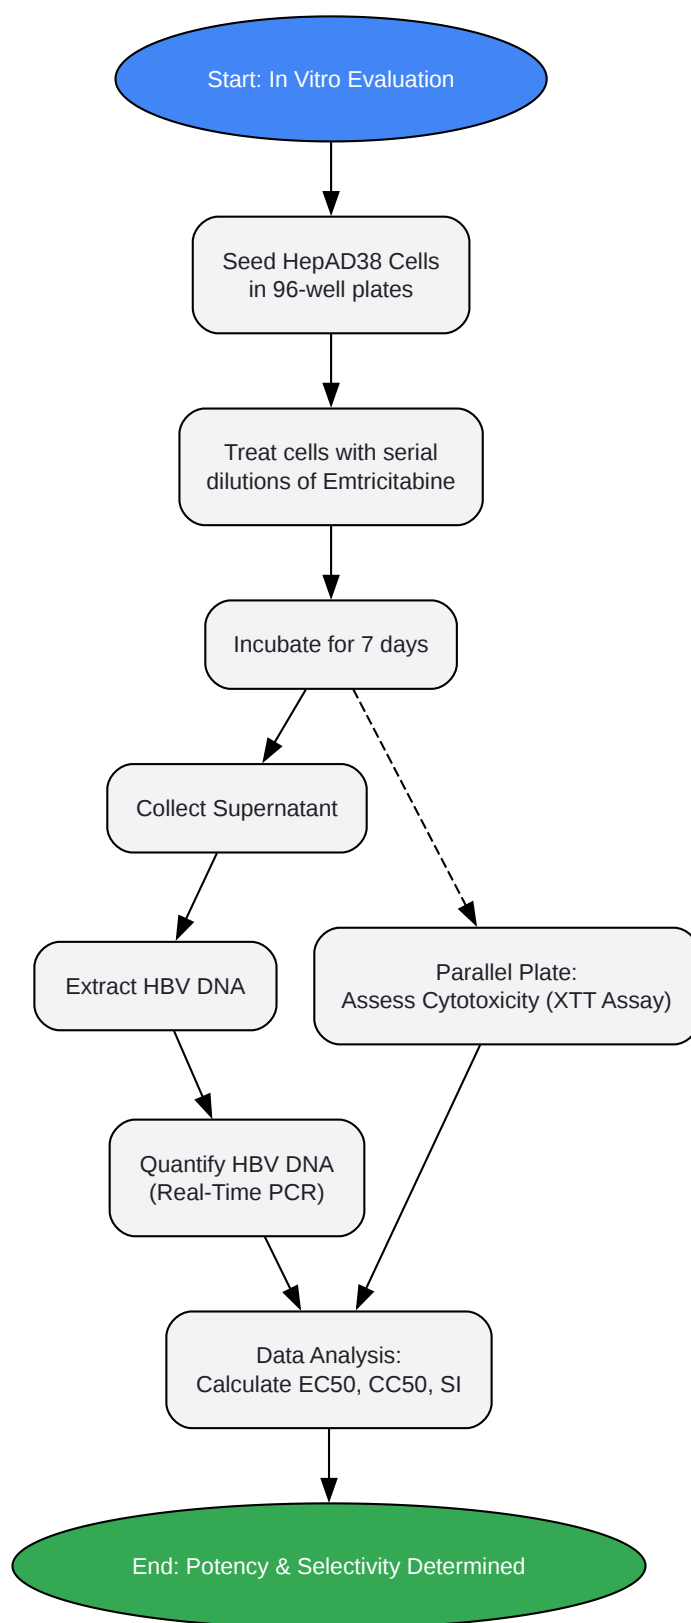 Start: In Vitro Evaluation
Seed HepAD38 Cells
in 96-well plates
Treat cells with serial
dilutions of Emtricitabine
Incubate for 7 days
Collect Supernatant
Extract HBV DNA
Parallel Plate:
Assess Cytotoxicity (XTT Assay)
Quantify HBV DNA
(Real-Time PCR)
Data Analysis:
Calculate EC50, CC50, SI
End: Potency & Selectivity Determined